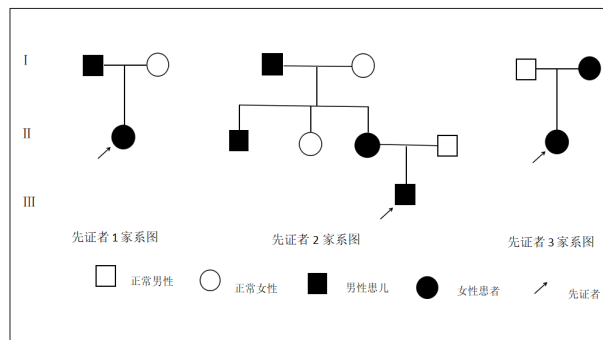 I
II
III
先证者 1 家系图
先证者 2 家系图
先证者 3 家系图
正常男性
正常女性
男性患儿
女性患者
先证者